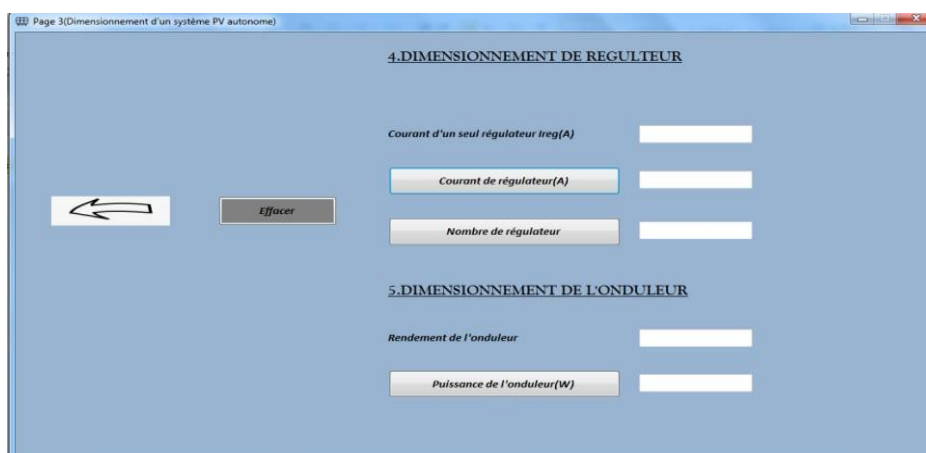 Page 3(Dimensionnement d'un système PV autonome)
4.DIMENSIONNEMENT DE REGULTEUR
Courant d'un seul régulateur Ireg(A)
Courant de régulateur(A)
Effacer
Nombre de régulateur
5.DIMENSIONNEMENT DE L'ONDULEUR
Rendement de l'onduleur
Puissance de l'onduleur(W)